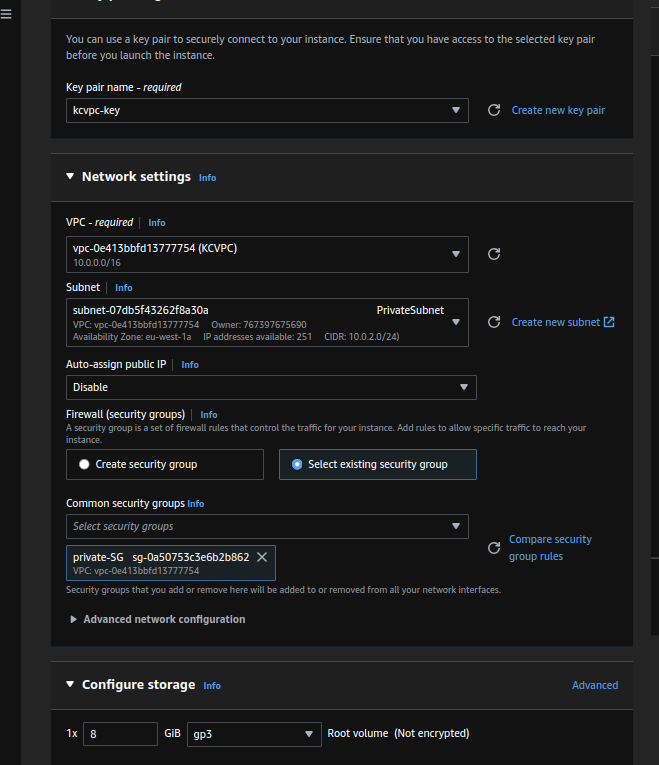 You can use a key pair to securely connect to your instance. Ensure that you have access to the selected key pair
before you launch the instance.
Key pair name - required
kcvpc-key
Create new key pair
Network settings Info
VPC - required Info
vpc-0e413bbfd13777754 (KCVPC)
10.0.0.0/16
Subnet Info
subnet-07db5f43262f8a30a PrivateSubnet
VPC: vpc-0e413bbfd13777754 Owner: 767397675690
Availability Zone: eu-west-1a IP addresses available: 251 CIDR: 10.0.2.0/24)
Create new subnet
Auto-assign public IP Info
Disable
Firewall (security groups) Info
A security group is a set of firewall rules that control the traffic for your instance. Add rules to allow specific traffic to reach your
instance.
Create security group
Select existing security group
Common security groups Info
Select security groups
Compare security
group rules
private-SG sg-0a50753c3e6b2b862
VPC: vpc-0e413bbfd13777754
Security groups that you add or remove here will be added to or removed from all your network interfaces.
Advanced network configuration
Configure storage Info
Advanced
1x 8 GiB gp3 Root volume (Not encrypted)